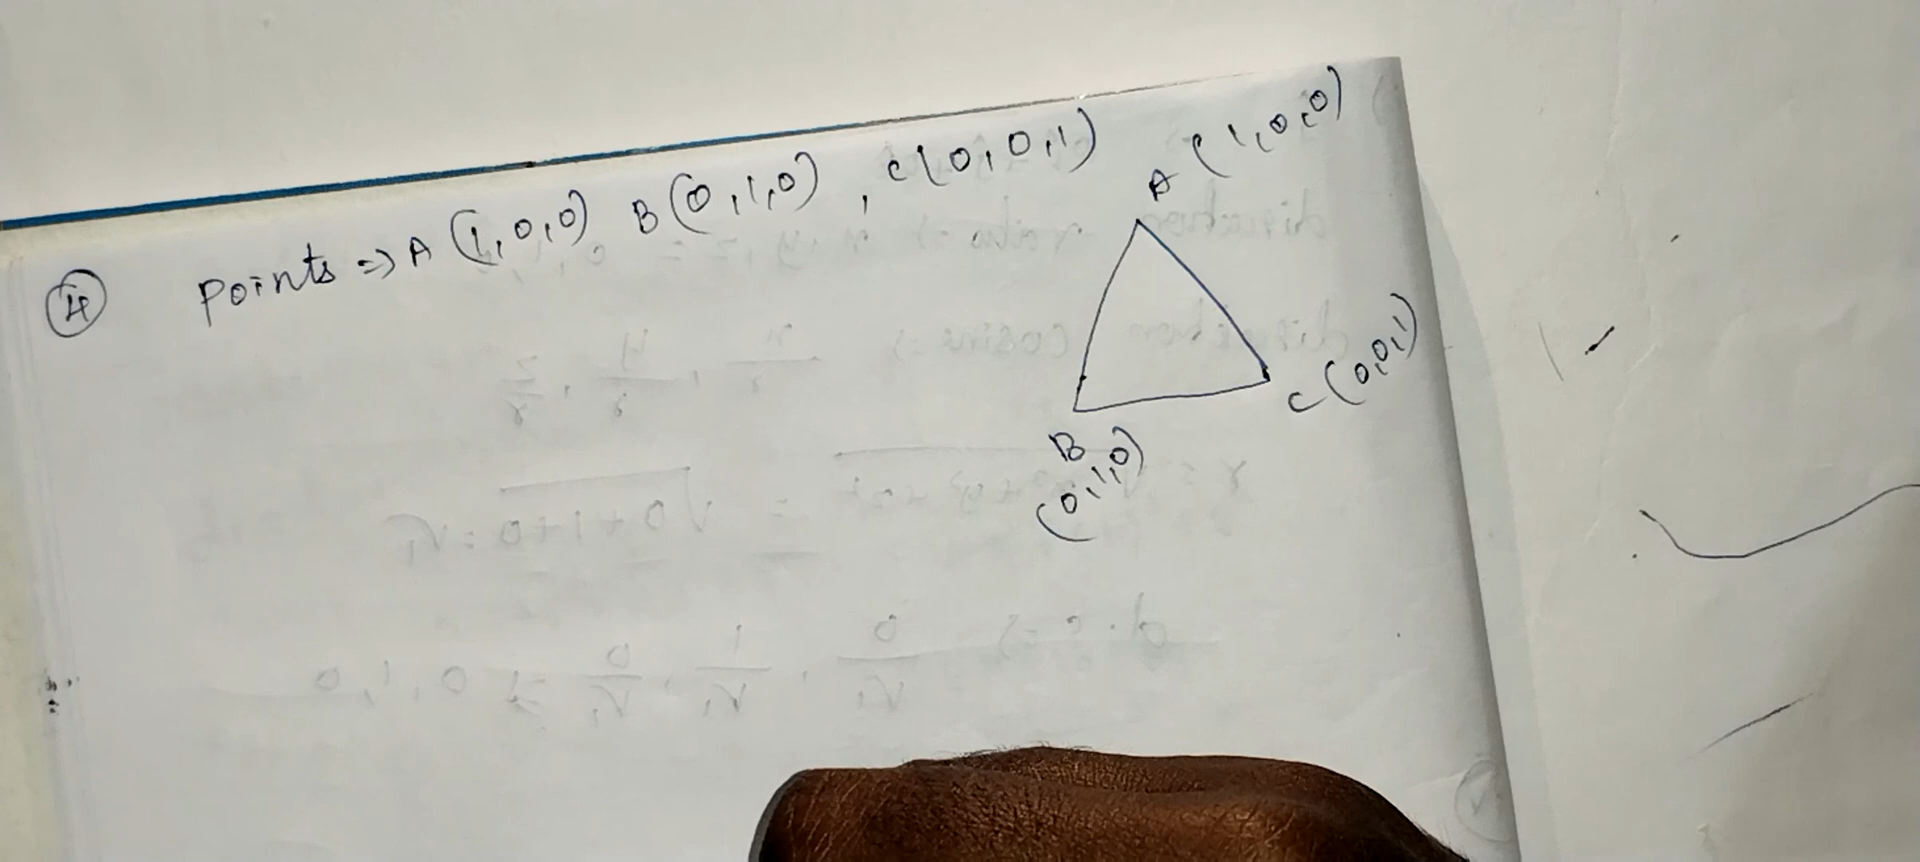 ④ Points => A (1,0,0) B (0,1,0) , C (0,0,1)
A (1,0,0)
C (0,0,1)
B
(0,1,0)